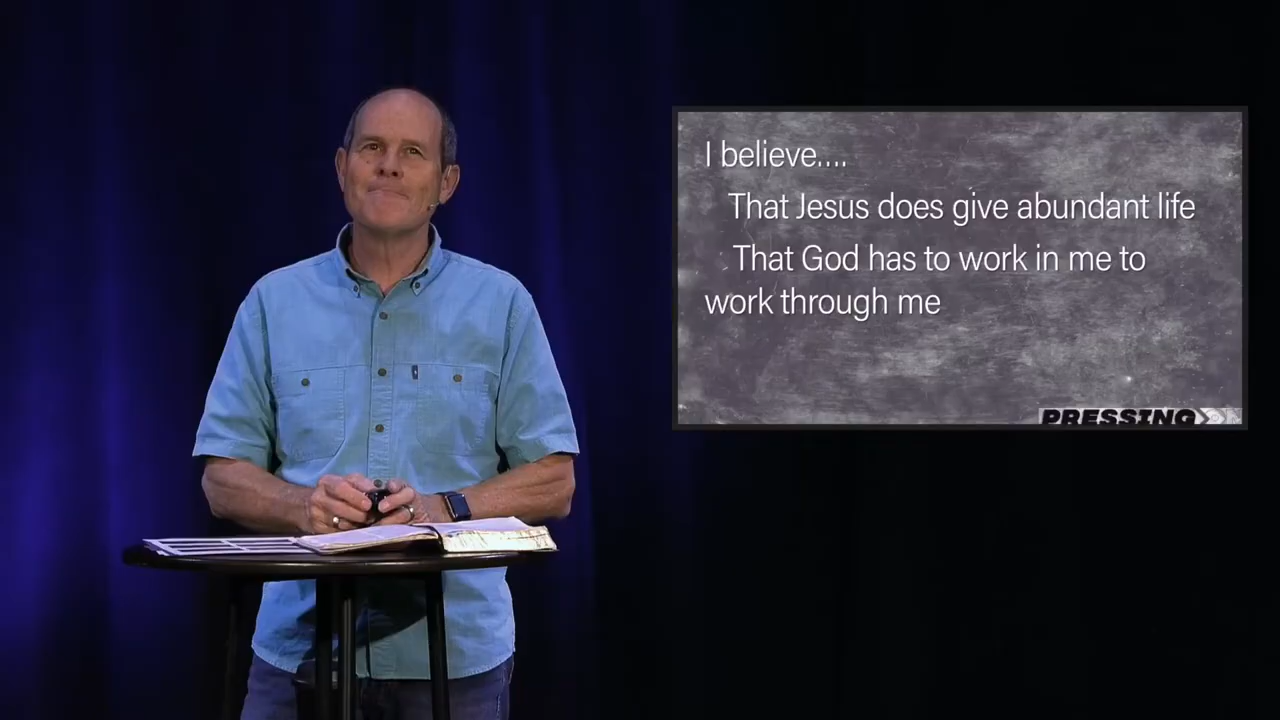 I believe....
That Jesus does give abundant life
That God has to work in me to
work through me
PRESSING